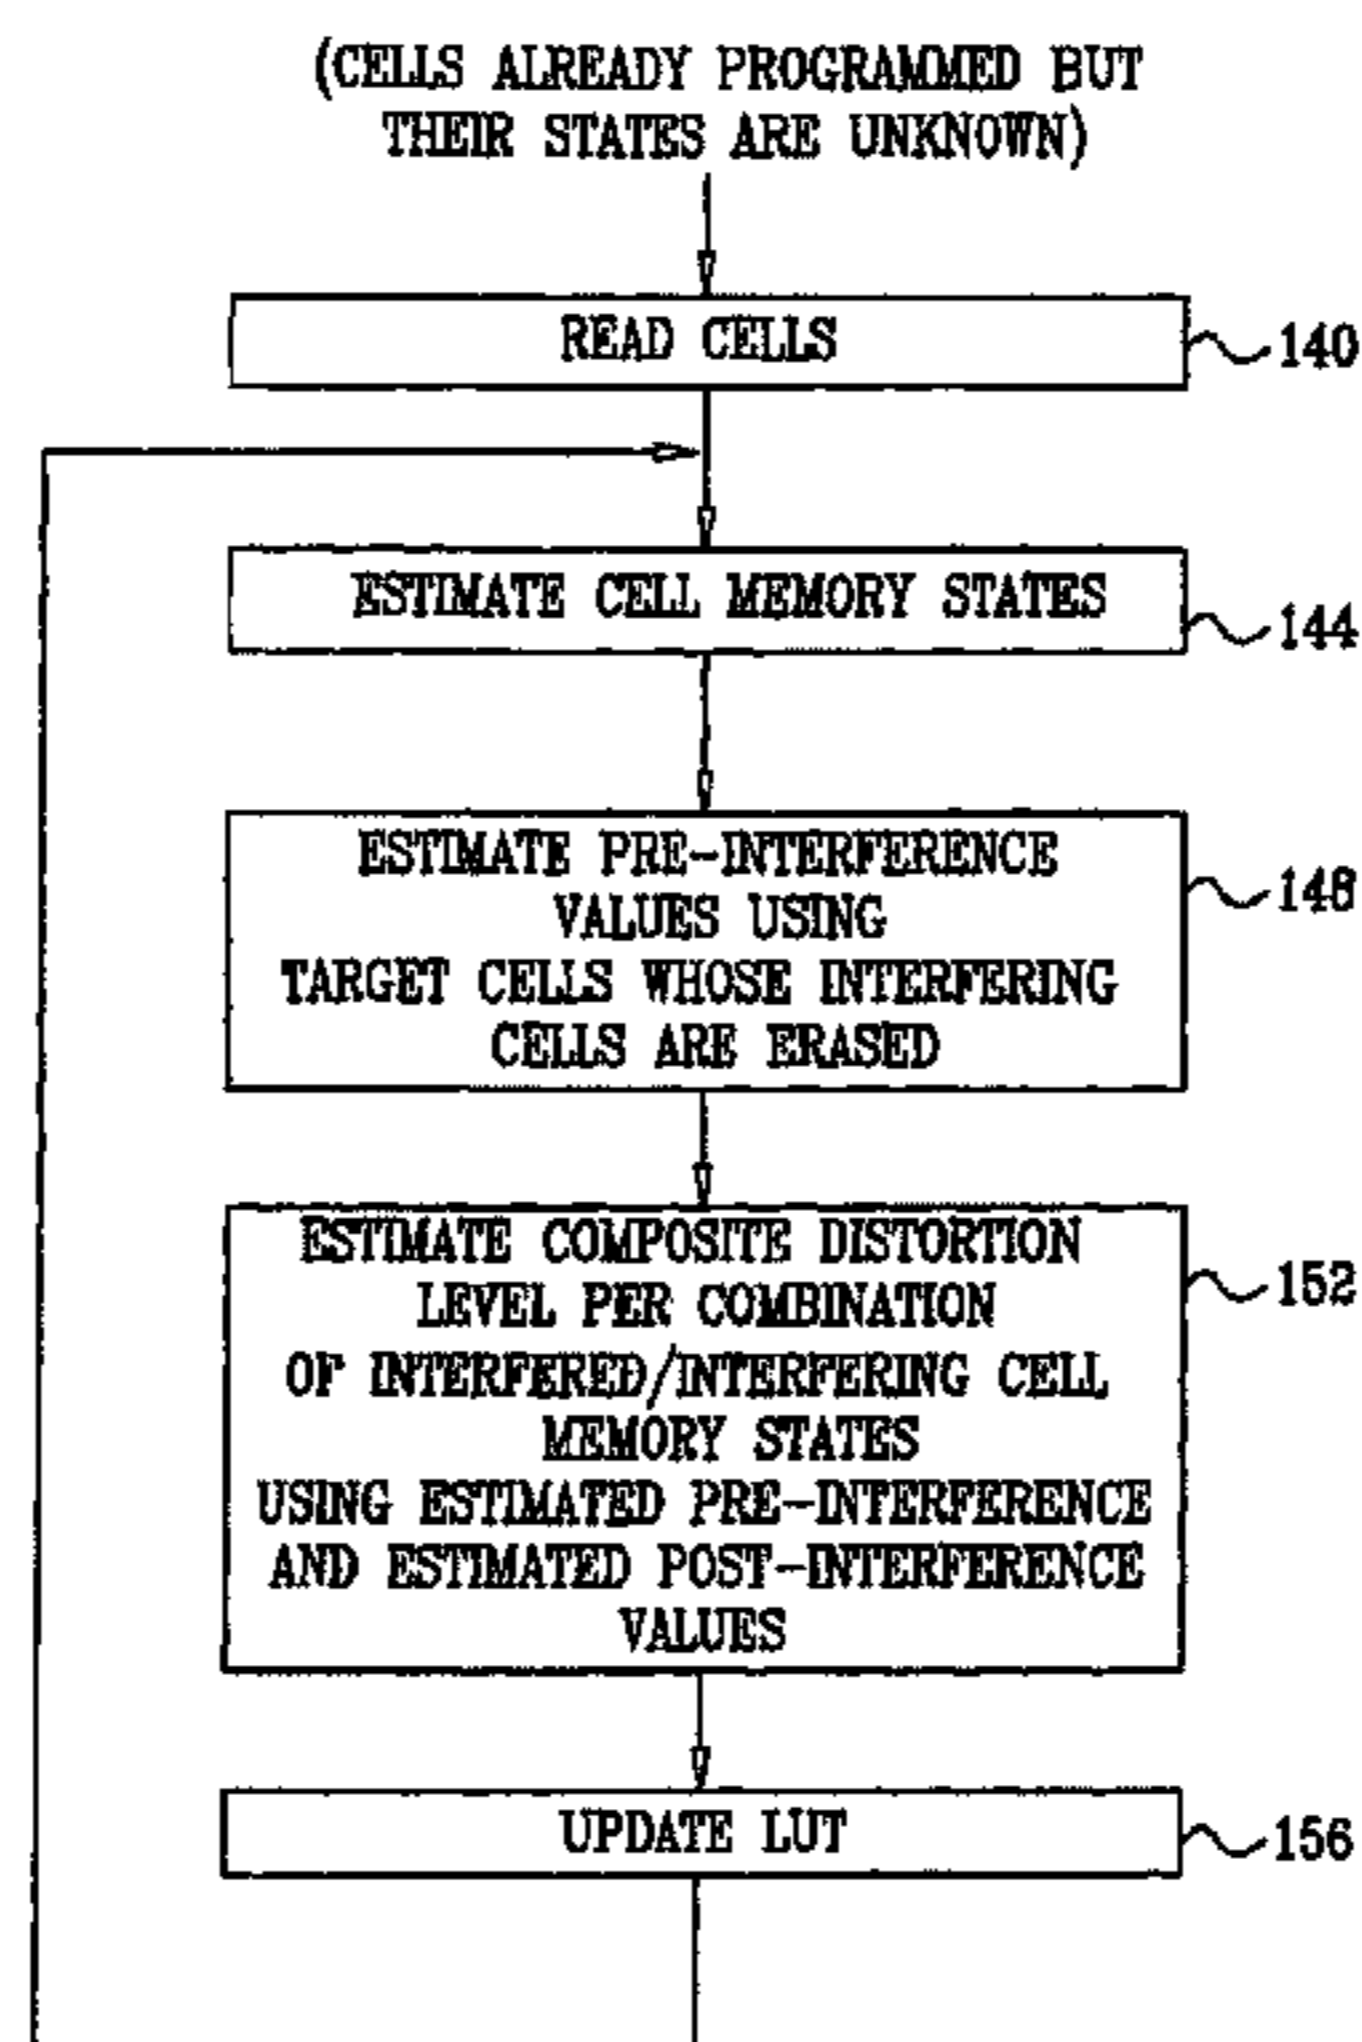 (CELLS ALREADY PROGRAMMED BUT
THEIR STATES ARE UNKNOWN)
READ CELLS
140
ESTIMATE CELL MEMORY STATES
144
ESTIMATE PRE-INTERFERENCE
VALUES USING
TARGET CELLS WHOSE INTERFERING
CELLS ARE ERASED
148
ESTIMATE COMPOSITE DISTORTION
LEVEL PER COMBINATION
OF INTERFERED/INTERFERING CELL
MEMORY STATES
USING ESTIMATED PRE-INTERFERENCE
AND ESTIMATED POST-INTERFERENCE
VALUES
152
UPDATE LUT
156